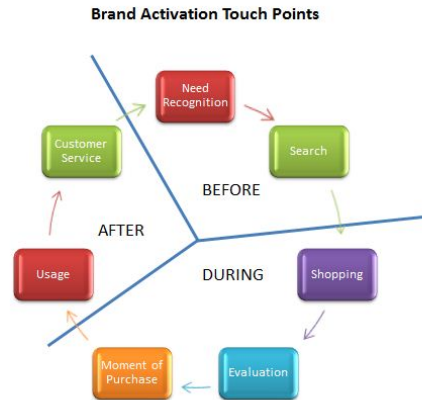 Brand Activation Touch Points
Need
Recognition
Customer
Service
Search
BEFORE
AFTER
DURING
Usage
Shopping
Moment of
Purchase
Evaluation